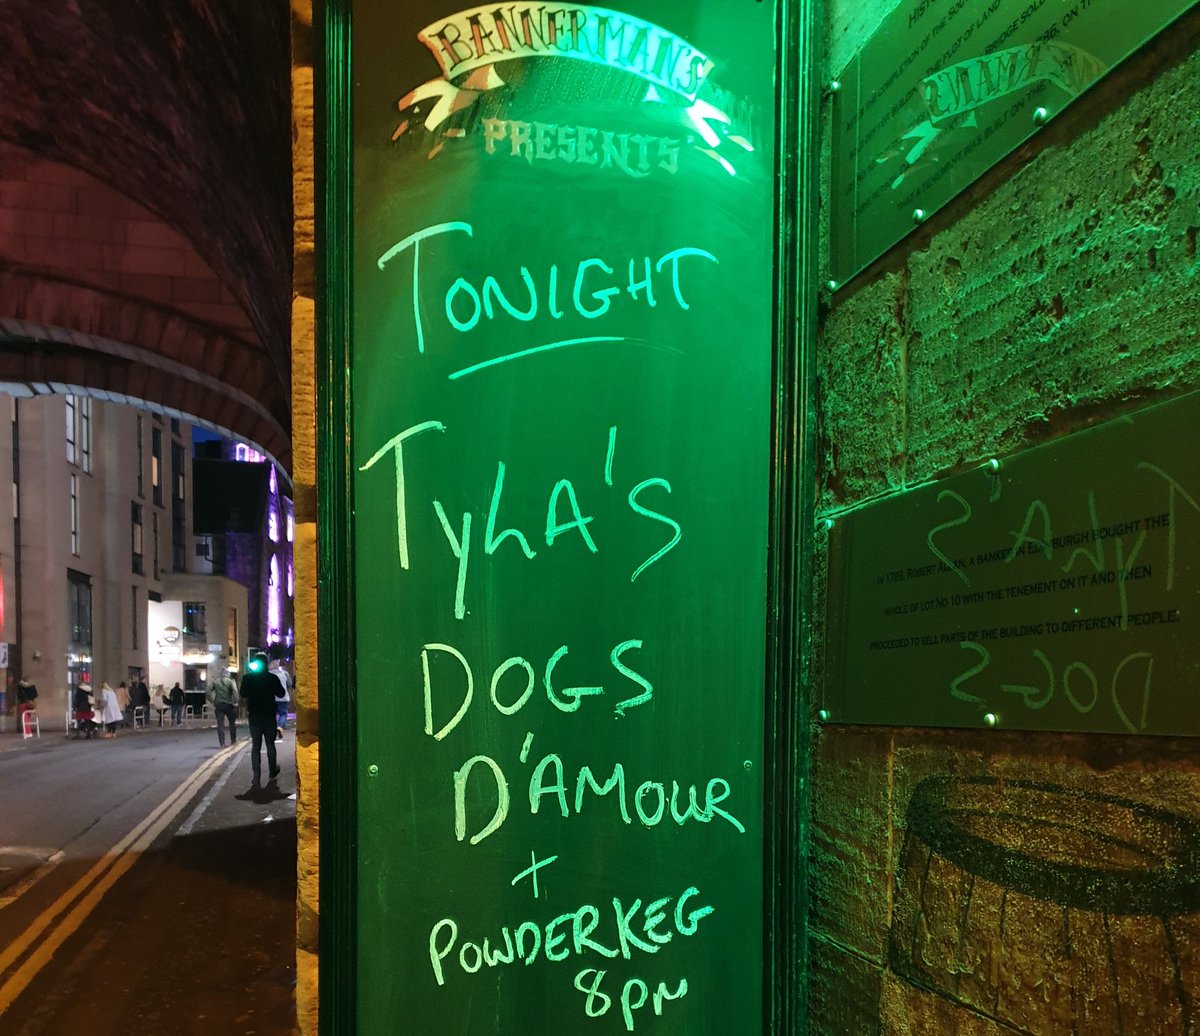 BANNERMAN'S
PRESENTS
TONIGHT
TyLA'S
DOGS
D'AMOUR
+
POWDERKEG
8PM
IN 1789, ROBERT ALLAN, A BANKER IN EDINBURGH BOUGHT THE
WHOLE OF LOT NO 10 WITH THE TENEMENT ON IT AND THEN
PROCEEDED TO SELL PARTS OF THE BUILDING TO DIFFERENT PEOPLE.